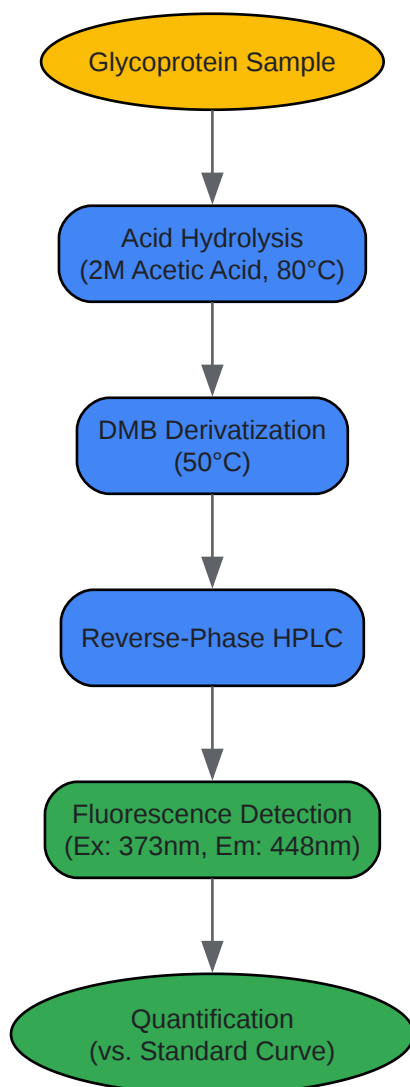 Glycoprotein Sample
Acid Hydrolysis
(2M Acetic Acid, 80°C)
DMB Derivatization
(50°C)
Reverse-Phase HPLC
Fluorescence Detection
(Ex: 373nm, Em: 448nm)
Quantification
(vs. Standard Curve)